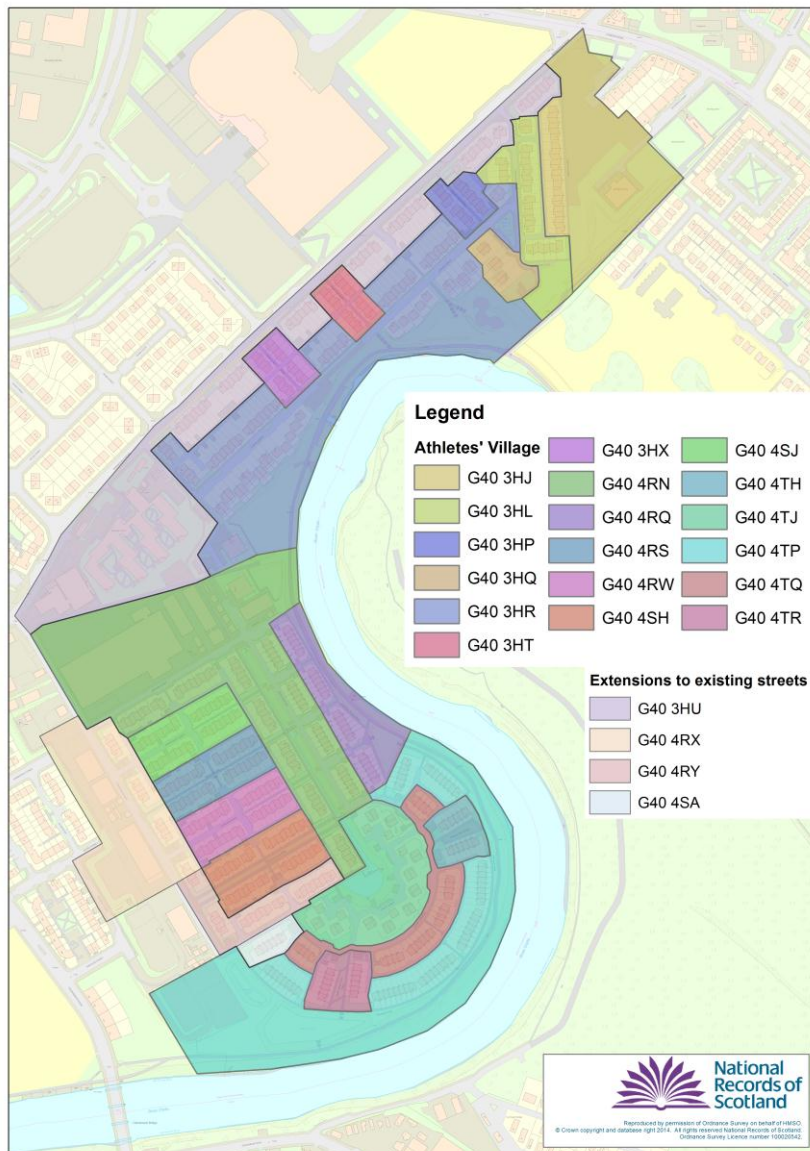 Legend
Athletes' Village
G40 3HJ
G40 3HL
G40 3HP
G40 3HQ
G40 3HR
G40 3HT
G40 3HX
G40 4RN
G40 4RQ
G40 4RS
G40 4RW
G40 4SH
G40 4SJ
G40 4TH
G40 4TJ
G40 4TP
G40 4TQ
G40 4TR
Extensions to existing streets
G40 3HU
G40 4RX
G40 4RY
G40 4SA
National
Records of
Scotland
Reproduced by permission of Ordnance Survey on behalf of HMSO.
© Crown copyright and database right 2014. All rights reserved National Records of Scotland.
Ordnance Survey Licence number 100020542.